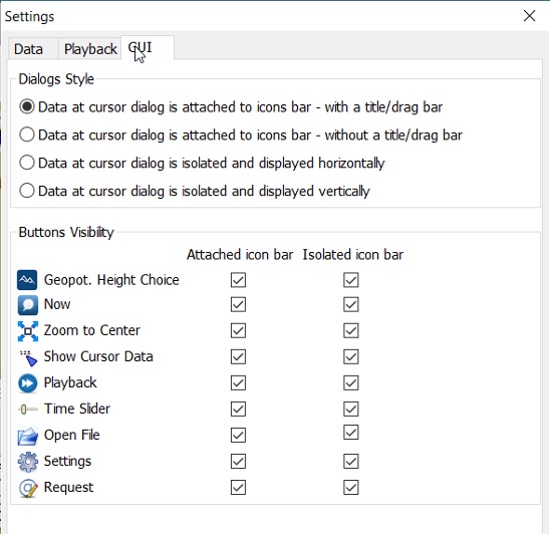 Settings
Data Playback GUI
Dialogs Style
Data at cursor dialog is attached to icons bar - with a title/drag bar
Data at cursor dialog is attached to icons bar - without a title/drag bar
Data at cursor dialog is isolated and displayed horizontally
Data at cursor dialog is isolated and displayed vertically
Buttons Visibility
Attached icon bar Isolated icon bar
Geopot. Height Choice
Now
Zoom to Center
123
Show Cursor Data
Playback
Time Slider
Open File
Settings
Request